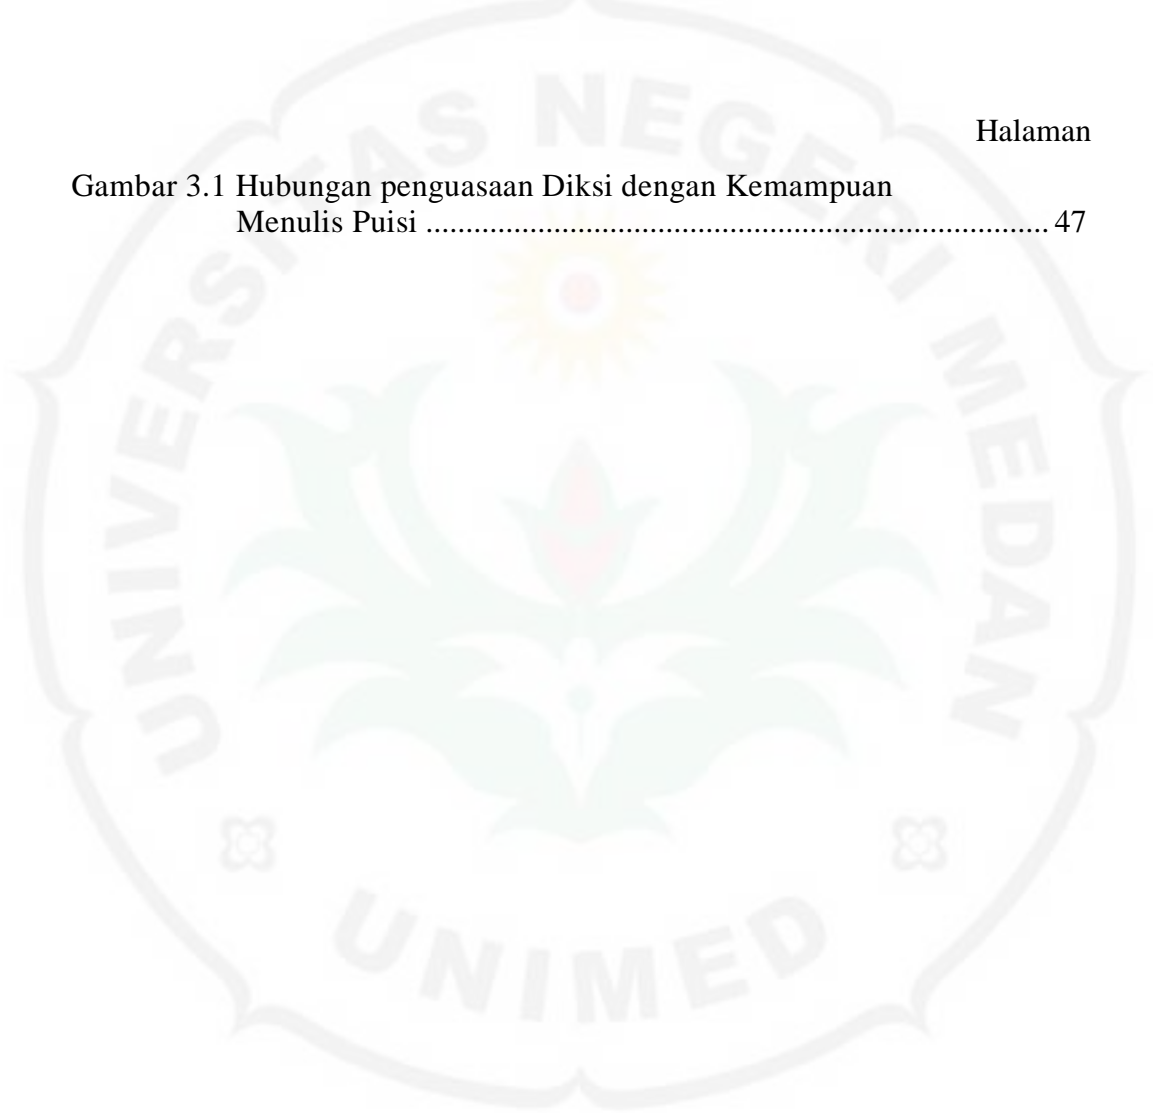 Halaman
Gambar 3.1 Hubungan penguasaan Diksi dengan Kemampuan
Menulis Puisi .............................................................................. 47
UNIVERSITAS NEGERI MEDAN
UNIMED